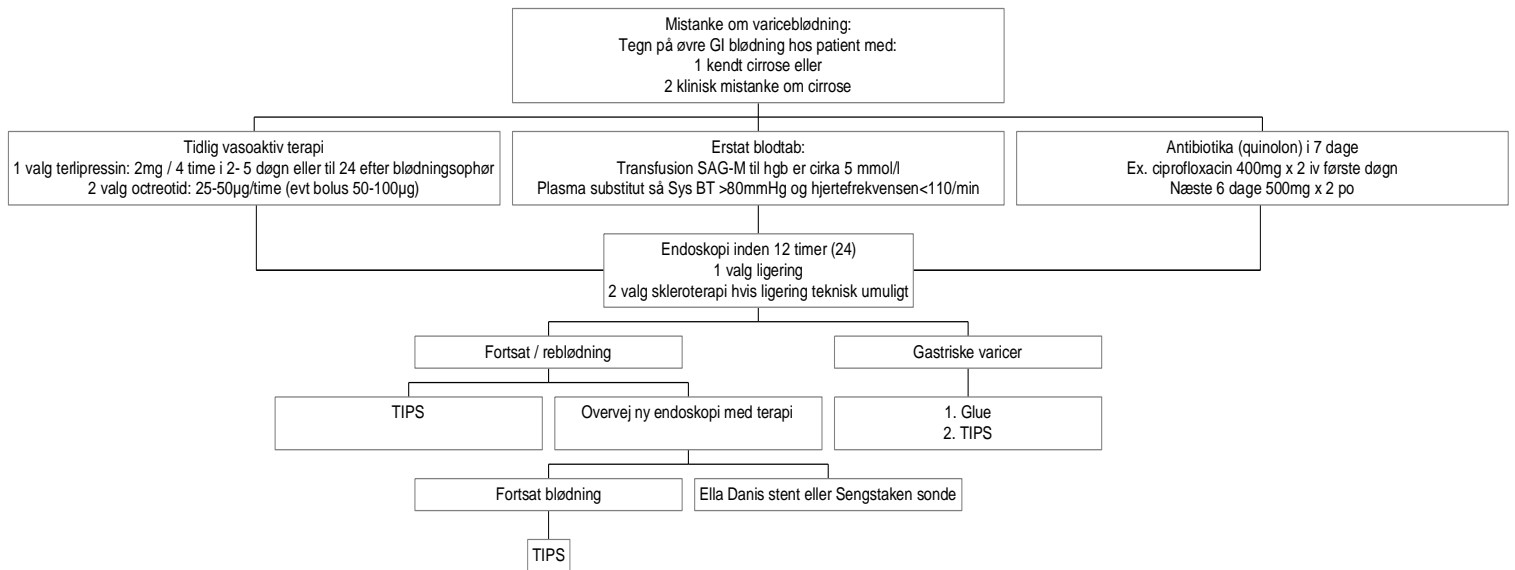 Mistanke om variceblødning:
Tegn på øvre GI blødning hos patient med:
1 kendt cirrose eller
2 klinisk mistanke om cirrose
Tidlig vasoaktiv terapi
1 valg terlipressin: 2mg / 4 time i 2- 5 døgn eller til 24 efter blødningsophør
2 valg octreotid: 25-50µg/time (evt bolus 50-100µg)
Erstat blodtab:
Transfusion SAG-M til hgb er cirka 5 mmol/l
Plasma substitut så Sys BT >80mmHg og hjertefrekvensen<110/min
Antibiotika (quinolon) i 7 dage
Ex. ciprofloxacin 400mg x 2 iv første døgn
Næste 6 dage 500mg x 2 po
Endoskopi inden 12 timer (24)
1 valg ligering
2 valg skleroterapi hvis ligering teknisk umuligt
Fortsat / reblødning
Gastriske varicer
TIPS
Overvej ny endoskopi med terapi
1. Glue
2. TIPS
Fortsat blødning
Ella Danis stent eller Sengstaken sonde
TIPS